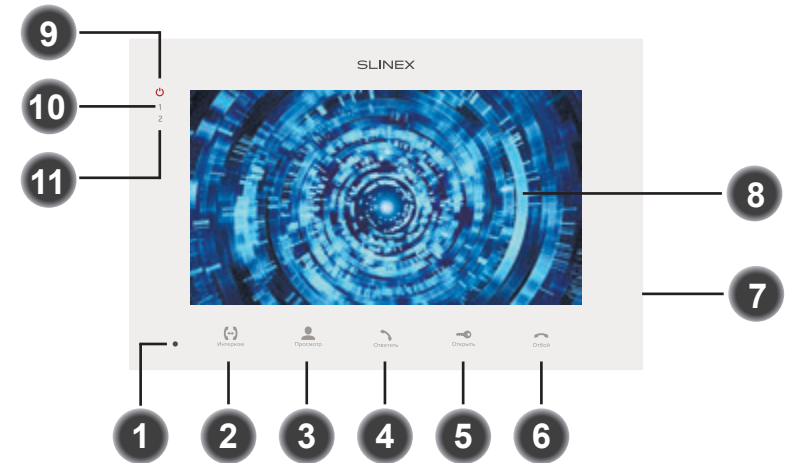 9
SLINEX
10
1
2
11
8
7
Интерком
Просмотр
Ответить
Открыть
Отбой
1
2
3
4
5
6